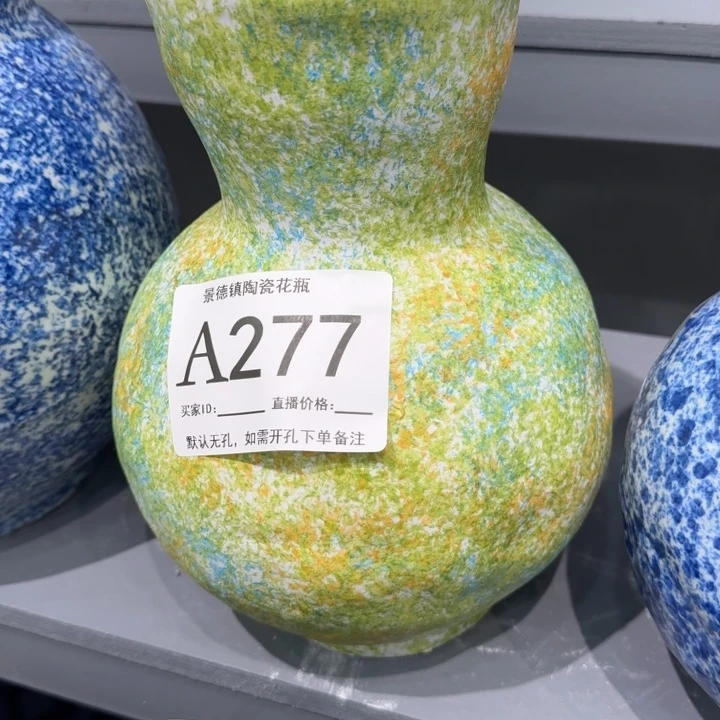 景德镇陶瓷花瓶
A277
买家ID:_____ 直播价格:____
默认无孔，如需开孔下单备注